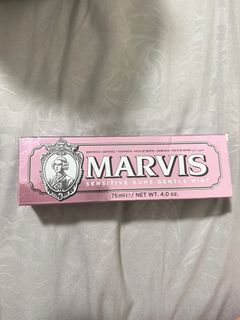 MARVIS
SENSITIVE GUMS GENTLE MINT
75ml ℮ / NET WT. 4.0 oz.